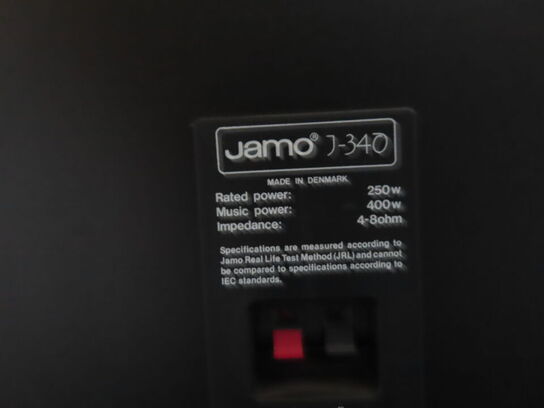 Jamo® J-340
MADE IN DENMARK
Rated power: 250w
Music power: 400w
Impedance: 4-8ohm
Specifications are measured according to
Jamo Real Life Test Method (JRL) and cannot
be compared to specifications according to
IEC standards.